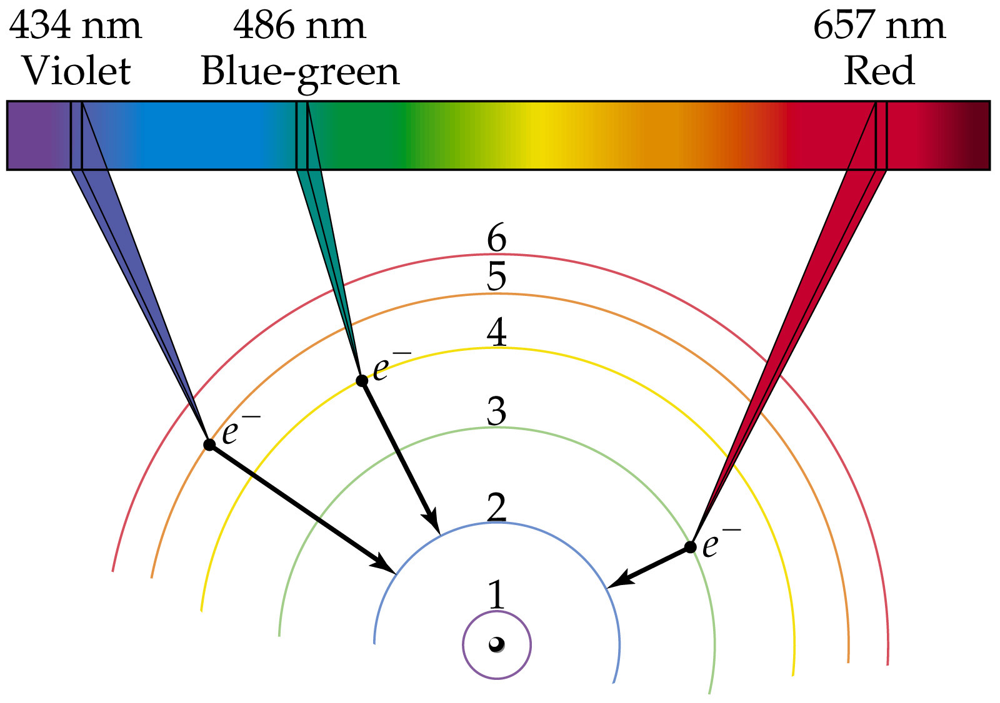 434 nm
Violet
486 nm
Blue-green
657 nm
Red
6
5
4
e⁻
3
e⁻
2
e⁻
1